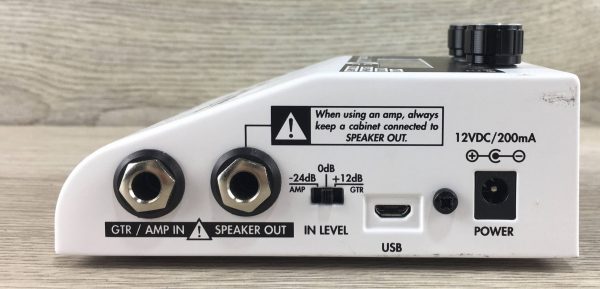 When using an amp, always
keep a cabinet connected to
SPEAKER OUT.
12VDC/200mA
0dB
-24dB +12dB
AMP GTR
GTR / AMP IN SPEAKER OUT
IN LEVEL
USB
POWER